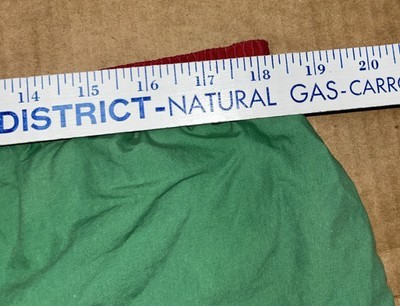 14 15 16 17 18 19 20
DISTRICT-NATURAL GAS-CARRO